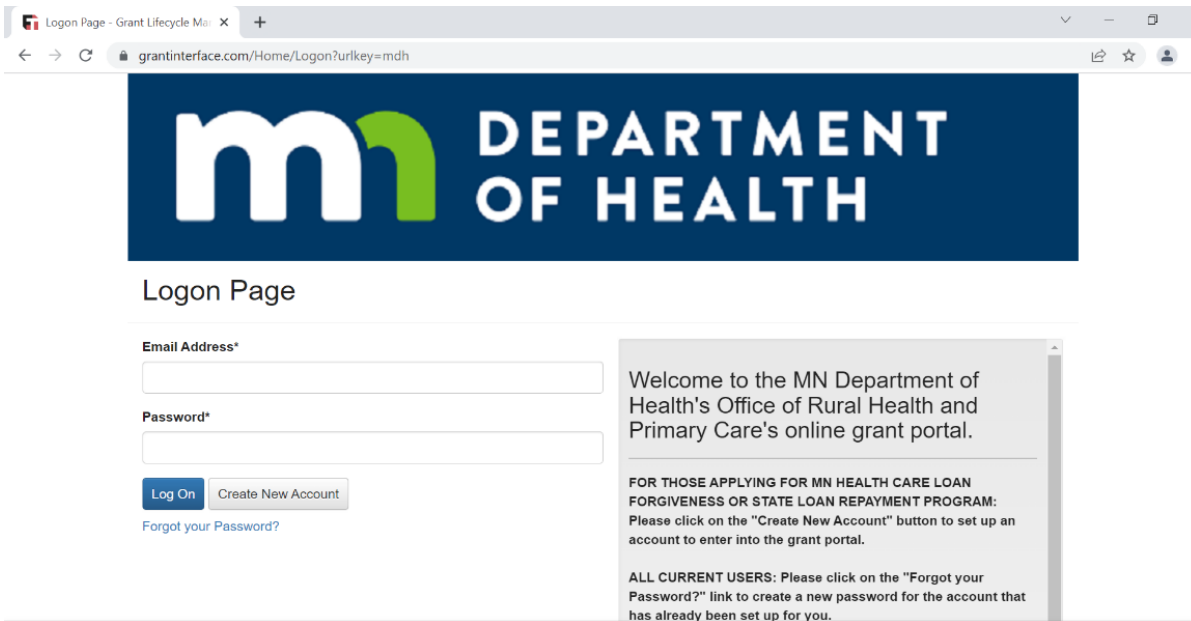 Logon Page - Grant Lifecycle Ma
grantinterface.com/Home/Logon?urlkey=mdh
mn DEPARTMENT
OF HEALTH
Logon Page
Email Address*
Password*
Log On Create New Account
Forgot your Password?
Welcome to the MN Department of
Health's Office of Rural Health and
Primary Care's online grant portal.
FOR THOSE APPLYING FOR MN HEALTH CARE LOAN
FORGIVENESS OR STATE LOAN REPAYMENT PROGRAM:
Please click on the "Create New Account" button to set up an
account to enter into the grant portal.
ALL CURRENT USERS: Please click on the "Forgot your
Password?" link to create a new password for the account that
has already been set up for you.